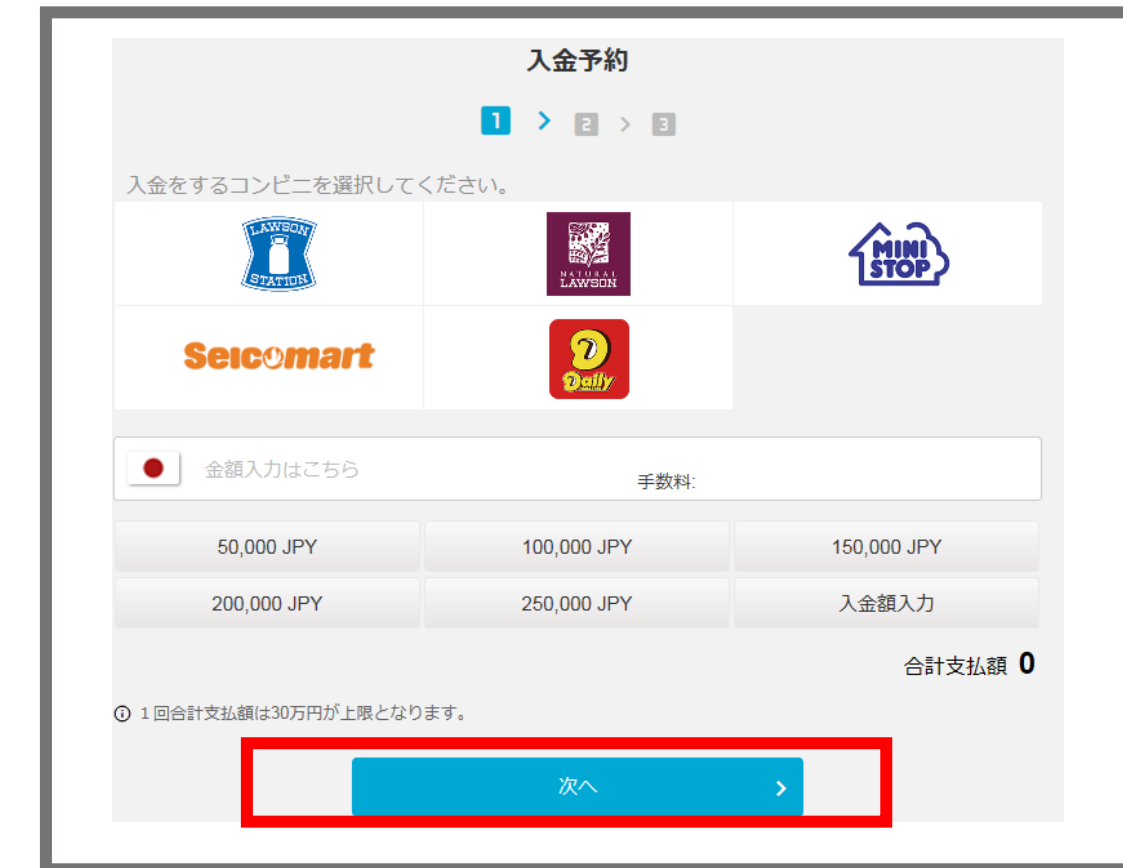 入金予約
1 > 2 > 3
入金をするコンビニを選択してください。
LAWSON
STATION
NATURAL
LAWSON
MINI
STOP
Seicomart
D
Daily
金額入力はこちら
手数料:
50,000 JPY
100,000 JPY
150,000 JPY
200,000 JPY
250,000 JPY
入金額入力
合計支払額 0
１回合計支払額は30万円が上限となります。
次へ